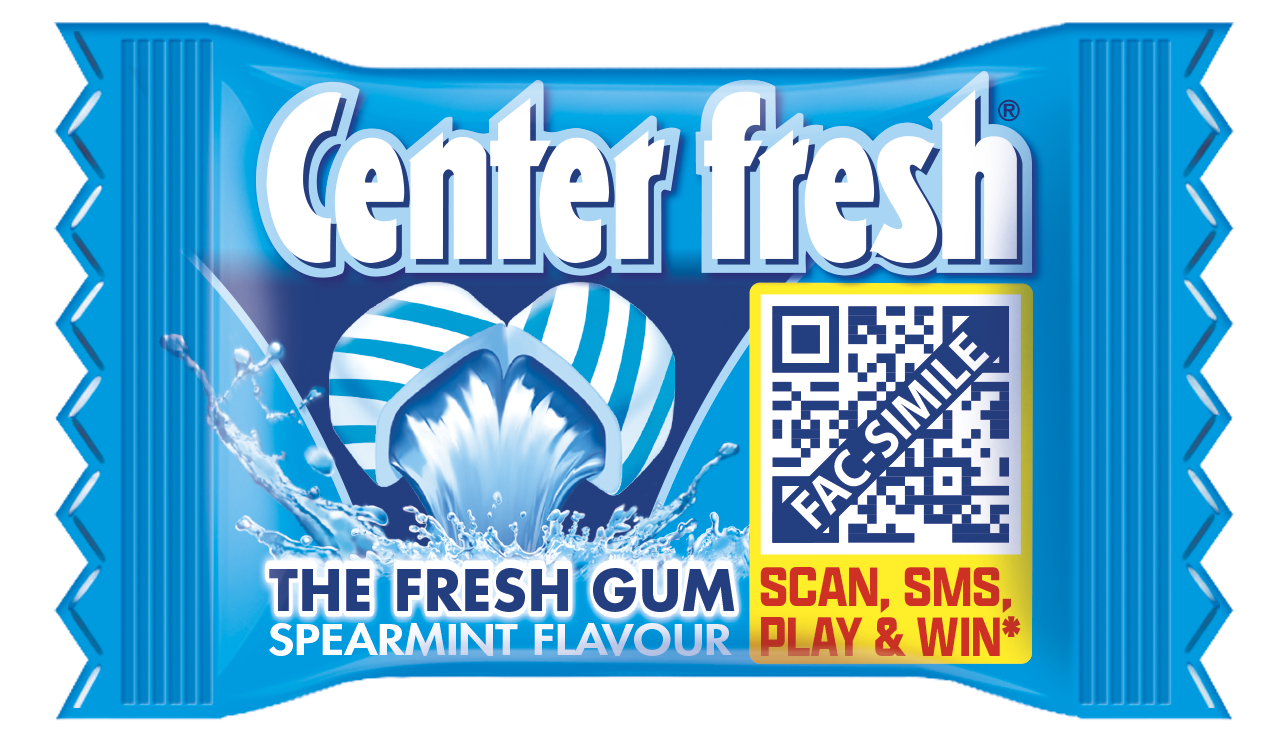 Center fresh®
FAC-SIMILE
THE FRESH GUM
SPEARMINT FLAVOUR
SCAN, SMS,
PLAY & WIN*